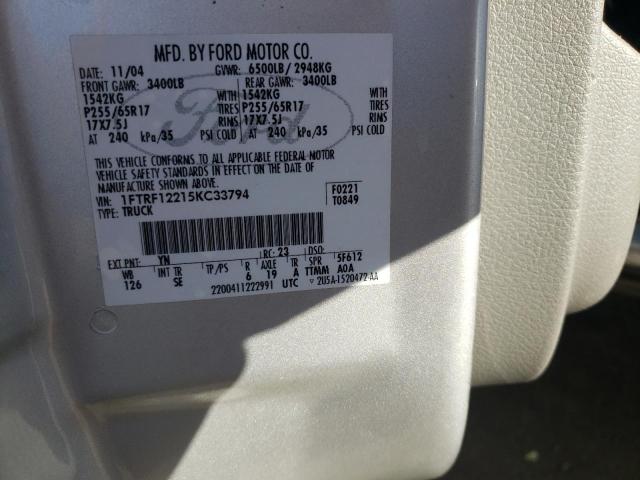 MFD. BY FORD MOTOR CO.
DATE: 11/04 GVWR: 6500LB/ 2948KG
FRONT GAWR: 3400LB REAR GAWR: 3400LB
1542KG WITH 1542KG WITH
P255/65R17 TIRES P255/65R17 TIRES
17X7.5J RIMS 17X7.5J RIMS
AT 240 kPa/35 PSI COLD AT 240 kPa/35 PSI COLD
THIS VEHICLE CONFORMS TO ALL APPLICABLE FEDERAL MOTOR
VEHICLE SAFETY STANDARDS IN EFFECT ON THE DATE OF
MANUFACTURE SHOWN ABOVE.
VIN: 1FTRF12215KC33794 F0221
TYPE: TRUCK T0849
Ford
EXT PNT: YN RC: 23 DSO:
WB INT TR TP/PS R AXLE TR SPR 5F612
126 SE 6 19 A TTMM A0A
2200411222991 UTC ▽ 2U5A-1520472-AA